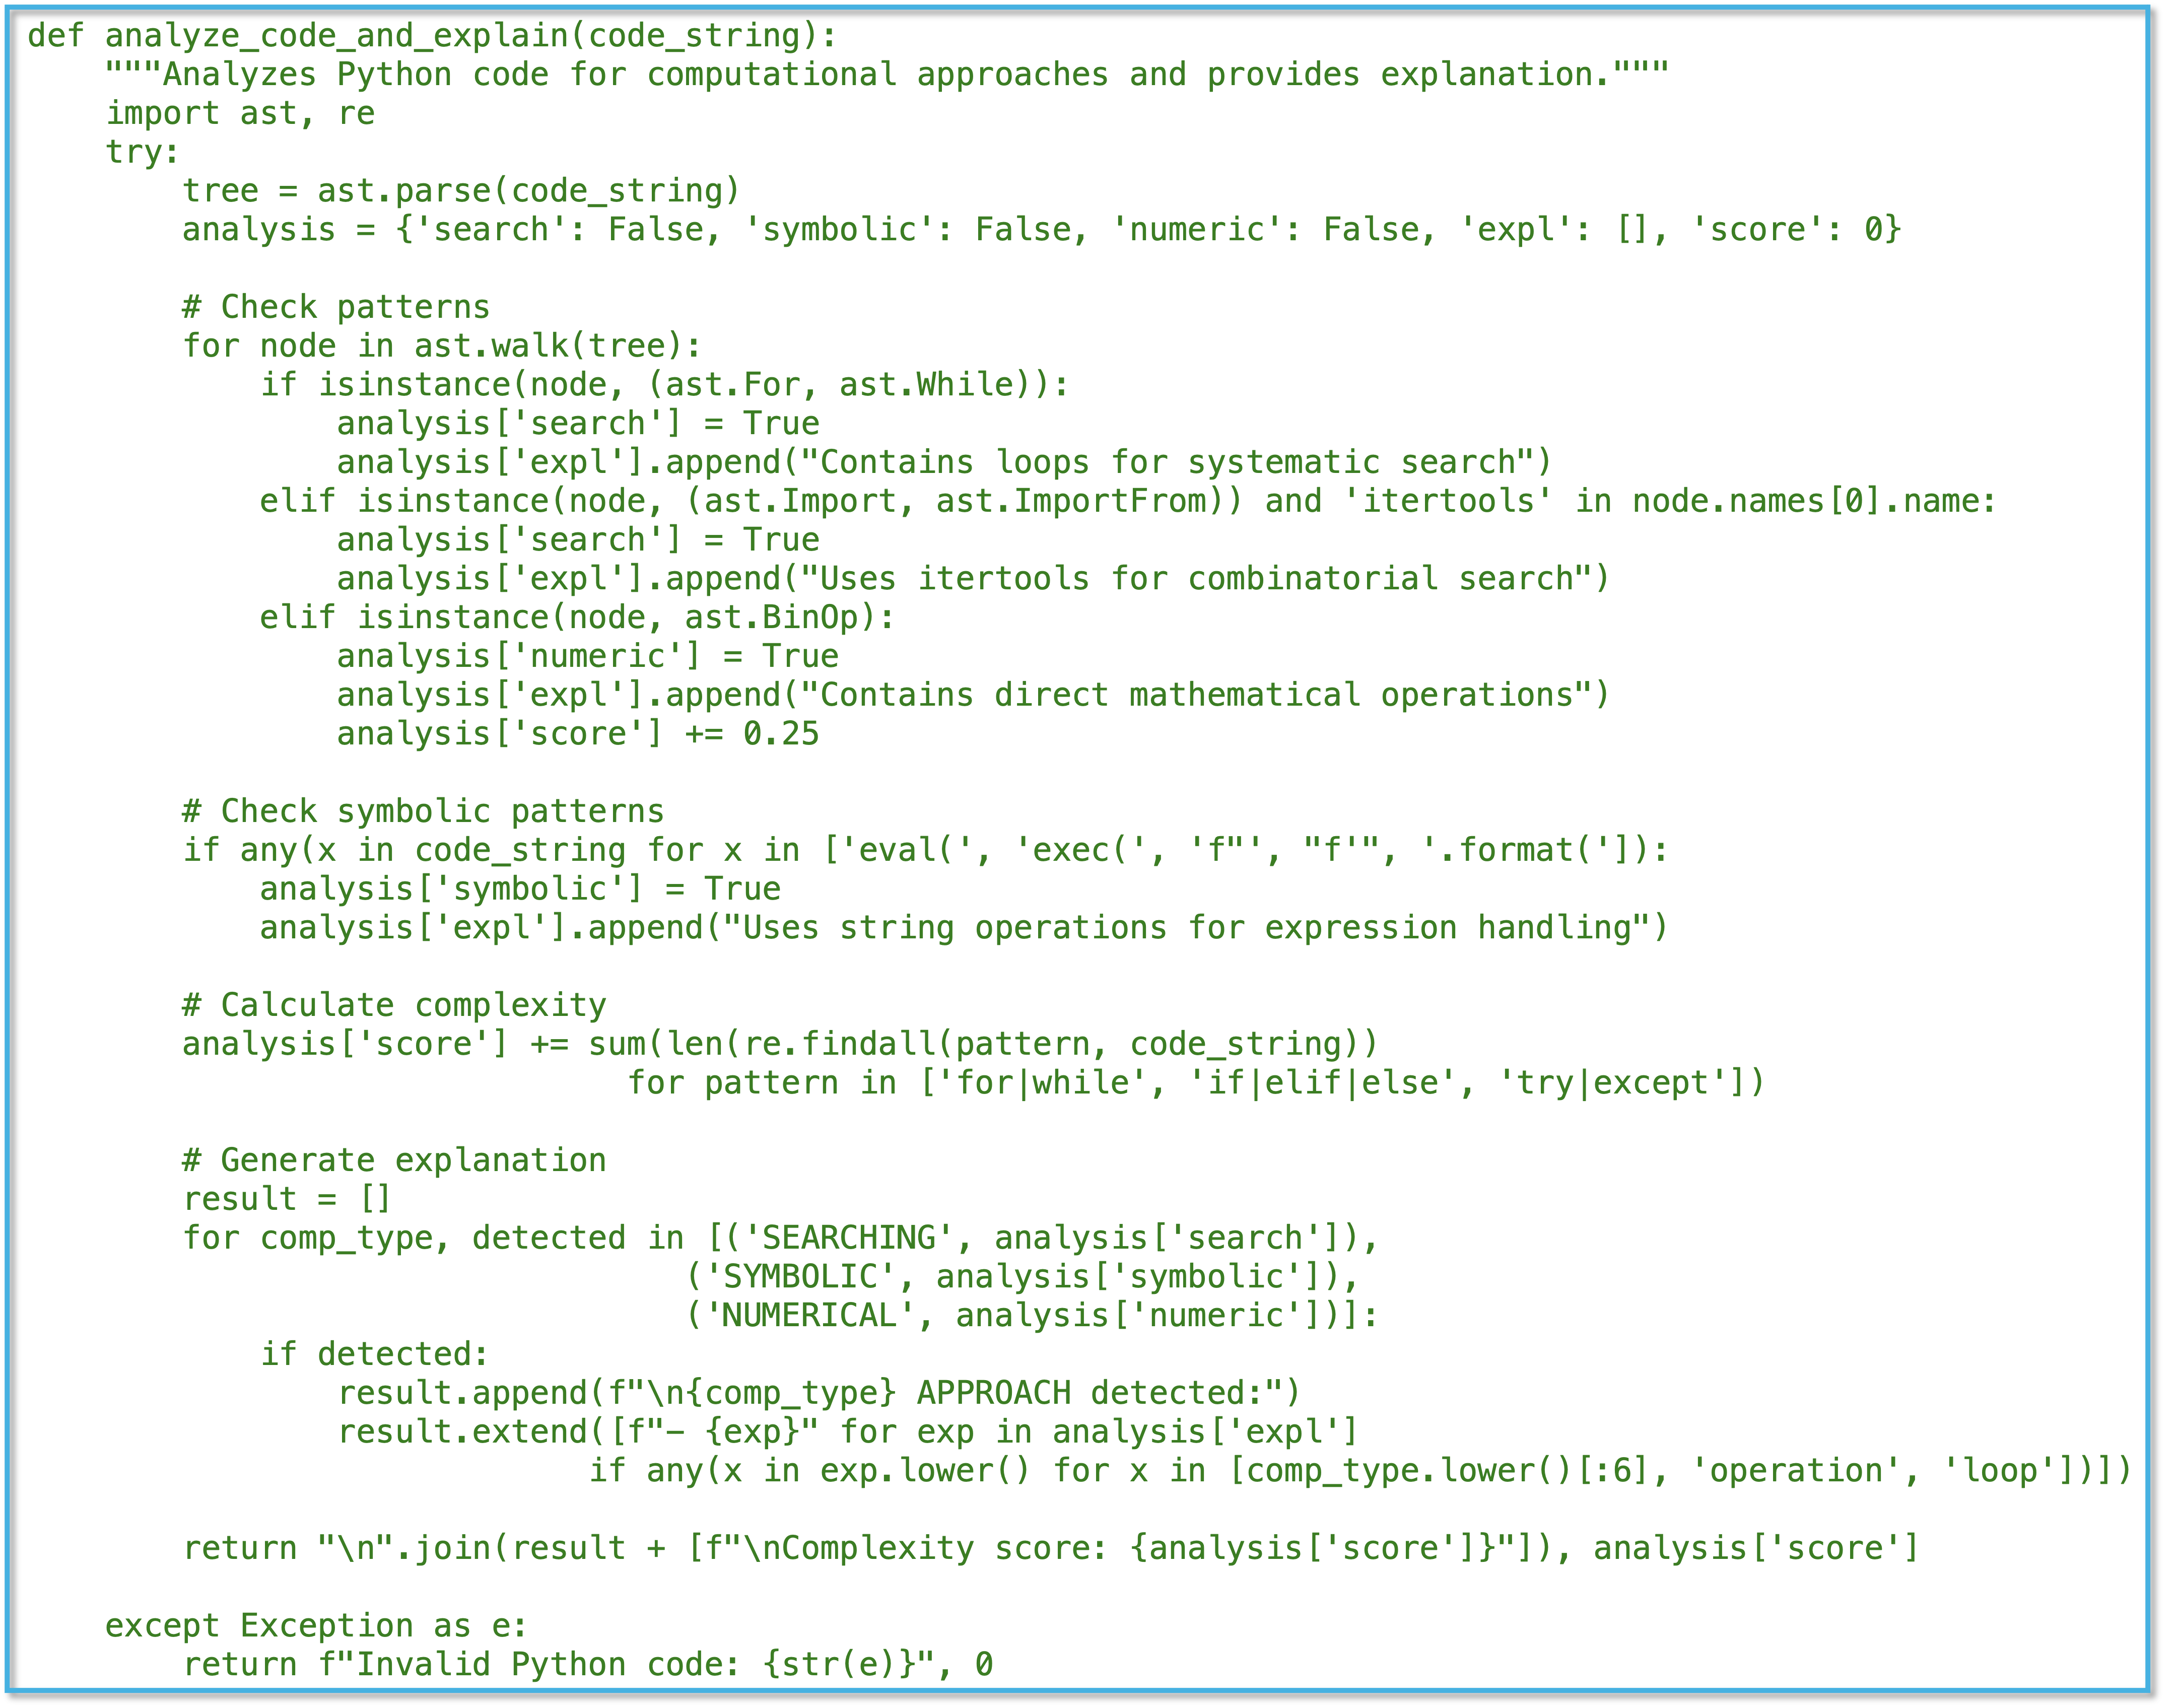 def analyze_code_and_explain(code_string):
    """Analyzes Python code for computational approaches and provides explanation."""
    import ast, re
    try:
        tree = ast.parse(code_string)
        analysis = {'search': False, 'symbolic': False, 'numeric': False, 'expl': [], 'score': 0}

        # Check patterns
        for node in ast.walk(tree):
            if isinstance(node, (ast.For, ast.While)):
                analysis['search'] = True
                analysis['expl'].append("Contains loops for systematic search")
            elif isinstance(node, (ast.Import, ast.ImportFrom)) and 'itertools' in node.names[0].name:
                analysis['search'] = True
                analysis['expl'].append("Uses itertools for combinatorial search")
            elif isinstance(node, ast.BinOp):
                analysis['numeric'] = True
                analysis['expl'].append("Contains direct mathematical operations")
                analysis['score'] += 0.25

        # Check symbolic patterns
        if any(x in code_string for x in ['eval(', 'exec(', 'f"', "f'", '.format(']):
            analysis['symbolic'] = True
            analysis['expl'].append("Uses string operations for expression handling")

        # Calculate complexity
        analysis['score'] += sum(len(re.findall(pattern, code_string))
                               for pattern in ['for|while', 'if|elif|else', 'try|except'])

        # Generate explanation
        result = []
        for comp_type, detected in [('SEARCHING', analysis['search']),
                                  ('SYMBOLIC', analysis['symbolic']),
                                  ('NUMERICAL', analysis['numeric'])]:
            if detected:
                result.append(f"\n{comp_type} APPROACH detected:")
                result.extend([f"- {exp}" for exp in analysis['expl']
                             if any(x in exp.lower() for x in [comp_type.lower()[:6], 'operation', 'loop'])])

        return "\n".join(result + [f"\nComplexity score: {analysis['score']}"]), analysis['score']

    except Exception as e:
        return f"Invalid Python code: {str(e)}", 0